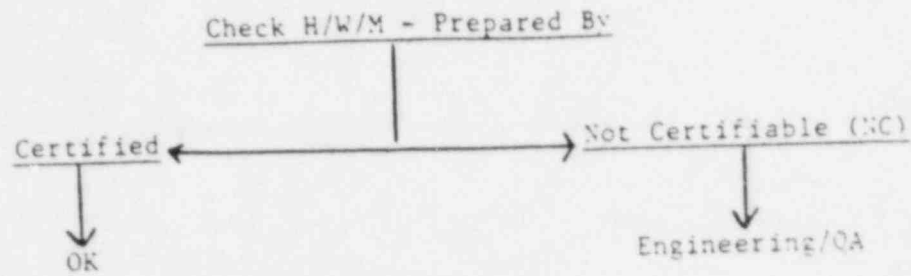 Check H/W/M - Prepared By
Certified
Not Certifiable (NC)
OK
Engineering/QA